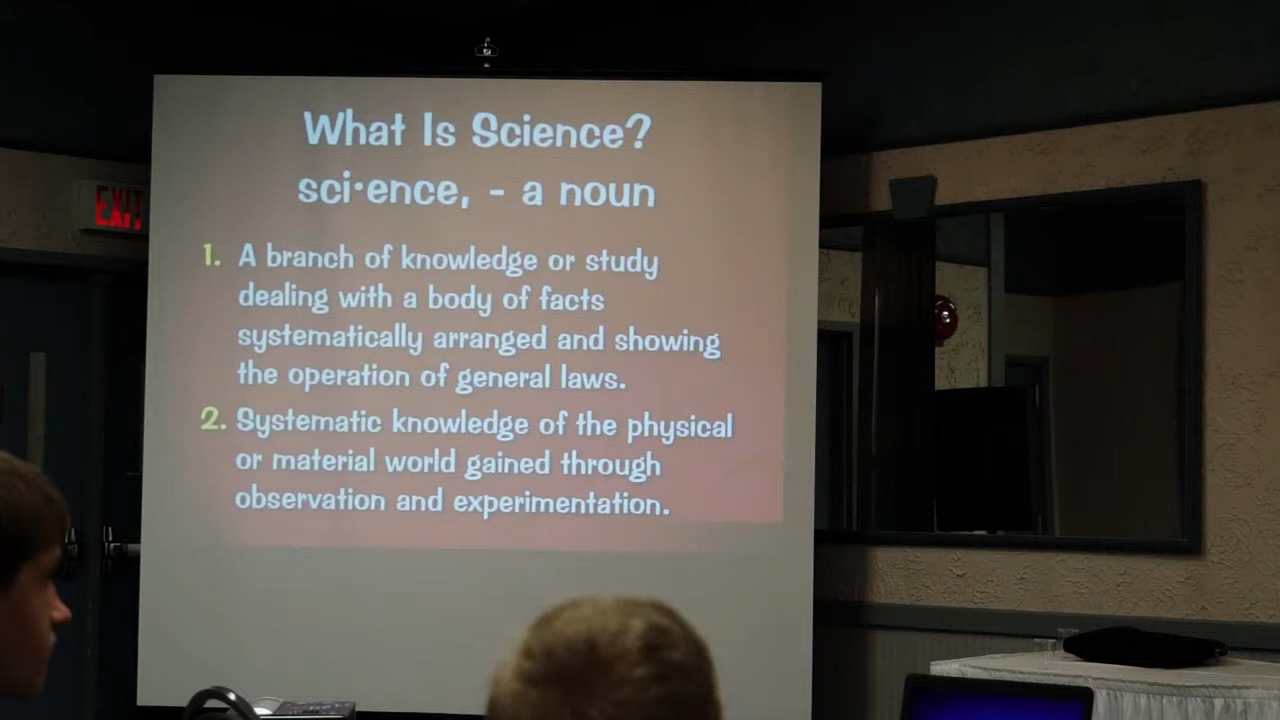 What Is Science?
sci·ence, - a noun
EXIT
1. A branch of knowledge or study
dealing with a body of facts
systematically arranged and showing
the operation of general laws.
2. Systematic knowledge of the physical
or material world gained through
observation and experimentation.